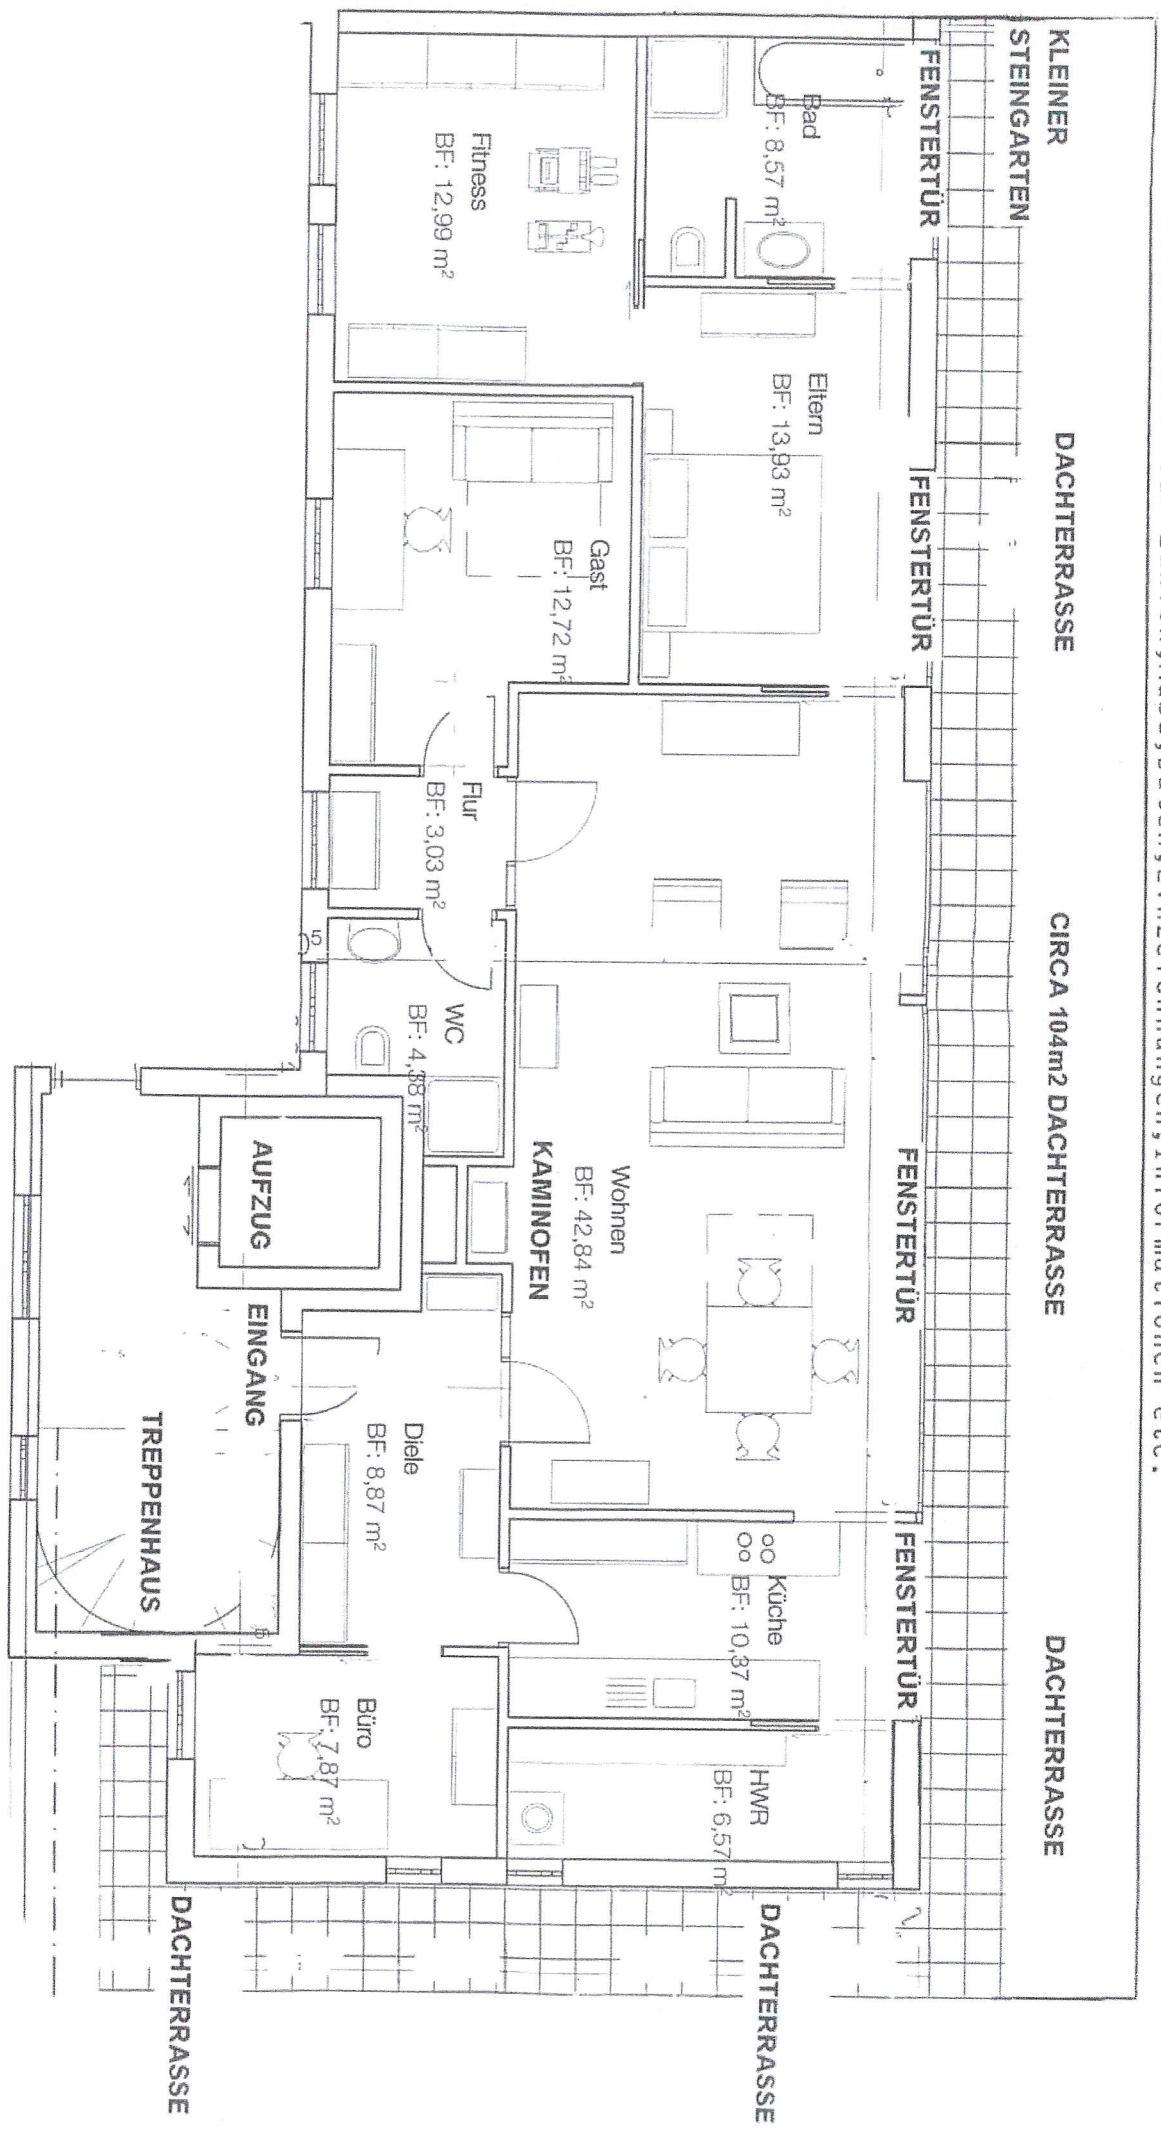 KLEINER
STEINGARTEN
DACHTERRASSE
CIRCA 104m2 DACHTERRASSE
DACHTERRASSE
FENSTERTÜR
FENSTERTÜR
FENSTERTÜR
FENSTERTÜR
Bad
BF: 8,57 m²
Eltern
BF: 13,93 m²
Fitness
BF: 12,99 m²
Gast
BF: 12,72 m²
Flur
BF: 3,03 m²
WC
BF: 4,38 m²
Wohnen
BF: 42,84 m²
KAMINOFEN
Küche
BF: 10,37 m²
HWR
BF: 6,57 m²
Diele
BF: 8,87 m²
Büro
BF: 7,87 m²
AUFZUG
EINGANG
TREPPENHAUS
DACHTERRASSE
DACHTERRASSE